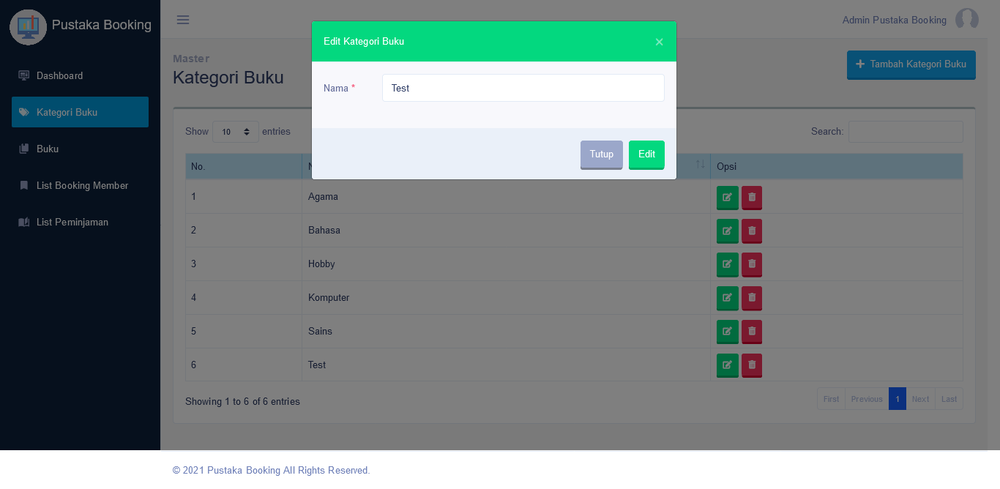 Pustaka Booking
Admin Pustaka Booking
Dashboard
Kategori Buku
Buku
List Booking Member
List Peminjaman
Master
Kategori Buku
Tambah Kategori Buku
Edit Kategori Buku ×
Nama * Test
Tutup Edit
Show 10 entries Search:
No. Opsi
1 Agama
2 Bahasa
3 Hobby
4 Komputer
5 Sains
6 Test
Showing 1 to 6 of 6 entries First Previous 1 Next Last
© 2021 Pustaka Booking All Rights Reserved.